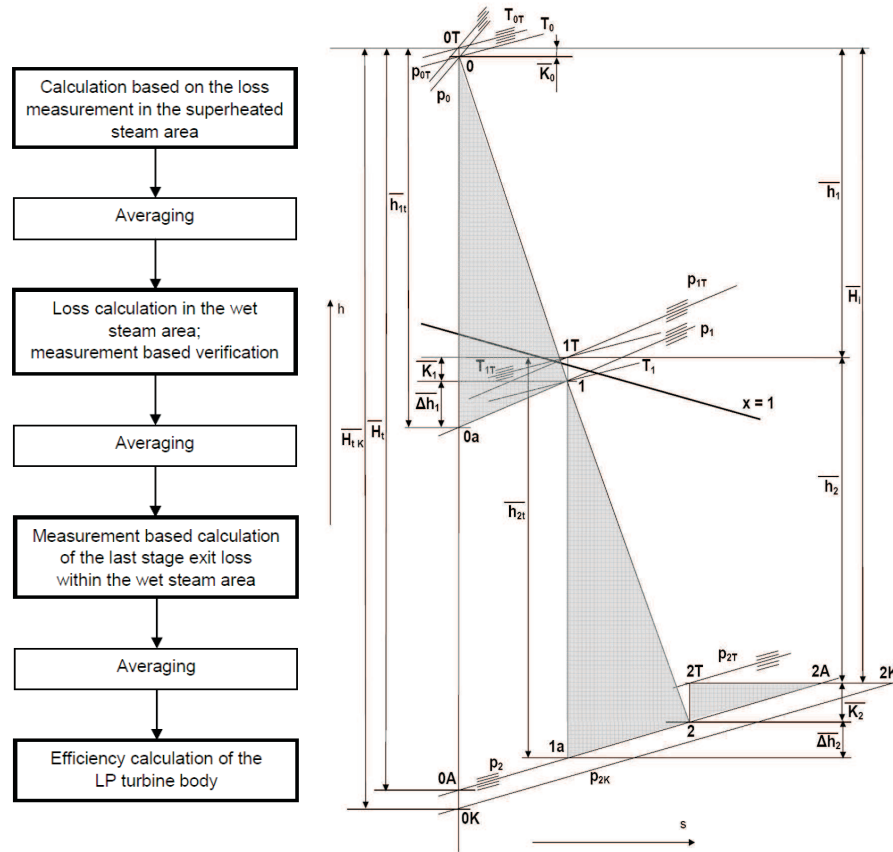 Calculation based on the loss
measurement in the superheated
steam area
Averaging
Loss calculation in the wet
steam area;
measurement based verification
Averaging
Measurement based calculation
of the last stage exit loss
within the wet steam area
Averaging
Efficiency calculation of the
LP turbine body
0T
T0T
T0
p0T
0
K0
p0
h1t
h1
Hi
p1T
h
p1
1T
K1
T1T
T1
1
Δh1
x = 1
0a
Ht K
Ht
h2t
h2
p2T
2T
2A
2K
K2
2
1a
Δh2
p2
0A
p2K
0K
s